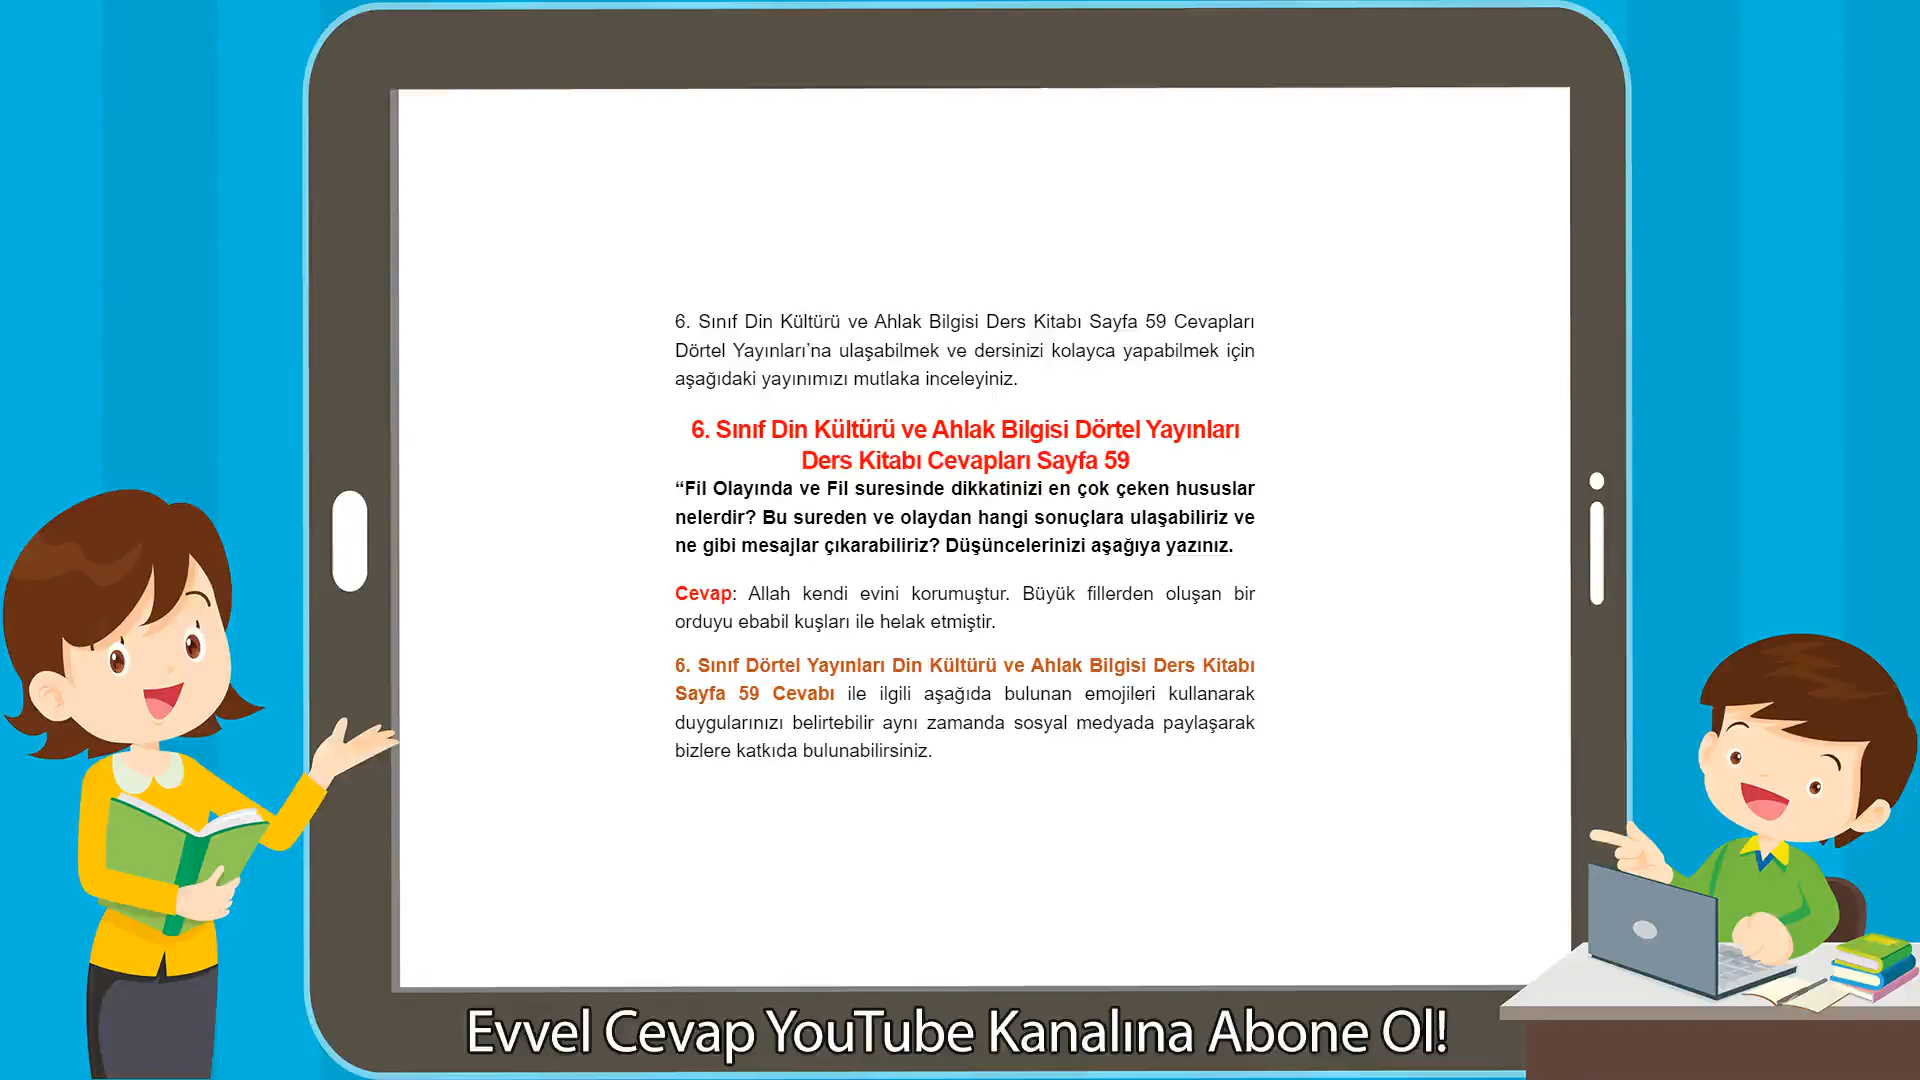 6. Sınıf Din Kültürü ve Ahlak Bilgisi Ders Kitabı Sayfa 59 Cevapları
Dörtel Yayınları’na ulaşabilmek ve dersinizi kolayca yapabilmek için
aşağıdaki yayınımızı mutlaka inceleyiniz.
6. Sınıf Din Kültürü ve Ahlak Bilgisi Dörtel Yayınları
Ders Kitabı Cevapları Sayfa 59
“Fil Olayında ve Fil suresinde dikkatinizi en çok çeken hususlar
nelerdir? Bu sureden ve olaydan hangi sonuçlara ulaşabiliriz ve
ne gibi mesajlar çıkarabiliriz? Düşüncelerinizi aşağıya yazınız.
Cevap: Allah kendi evini korumuştur. Büyük fillerden oluşan bir
orduyu ebabil kuşları ile helak etmiştir.
6. Sınıf Dörtel Yayınları Din Kültürü ve Ahlak Bilgisi Ders Kitabı
Sayfa 59 Cevabı ile ilgili aşağıda bulunan emojileri kullanarak
duygularınızı belirtebilir aynı zamanda sosyal medyada paylaşarak
bizlere katkıda bulunabilirsiniz.
Evvel Cevap YouTube Kanalına Abone Ol!